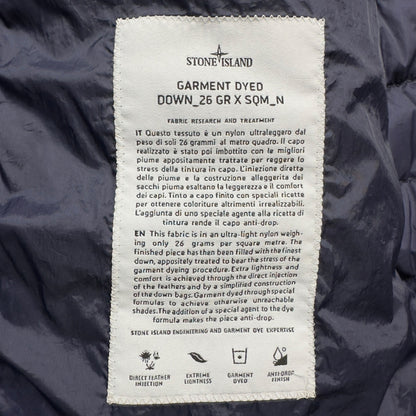 STONE ISLAND
GARMENT DYED
DOWN_26 GR X SQM_N
FABRIC RESEARCH AND TREATMENT
IT Questo tessuto è un nylon ultraleggero dal
peso di soli 26 grammi al metro quadro. Il capo
realizzato è stato poi imbottito con le migliori
piume appositamente trattate per reggere lo
stress della tintura in capo. L'iniezione diretta
delle piume e la costruzione alleggerita dei
sacchi piuma esaltano la leggerezza e il comfort
dei capi. Tinto a capo finito con speciali ricette
per ottenere coloriture altrimenti irrealizzabili.
L'aggiunta di uno speciale agente alla ricetta di
tintura rende il capo anti-drop.
EN This fabric is in an ultra-light nylon weigh-
ing only 26 grams per square metre. The
finished piece has then been filled with the finest
down, appositely treated to bear the stress of the
garment dyeing procedure. Extra lightness and
comfort is achieved through the direct injection
of the feathers and by a simplified construction
of the down bags. Garment dyed through special
formulas to achieve otherwise unreachable
shades. The addition of a special agent to the dye
formula makes the piece anti-drop.
STONE ISLAND ENGINEERING AND GARMENT DYE EXPERTISE
DIRECT FEATHER
INJECTION
EXTREME
LIGHTNESS
GARMENT
DYED
ANTI-DROP
FINISH